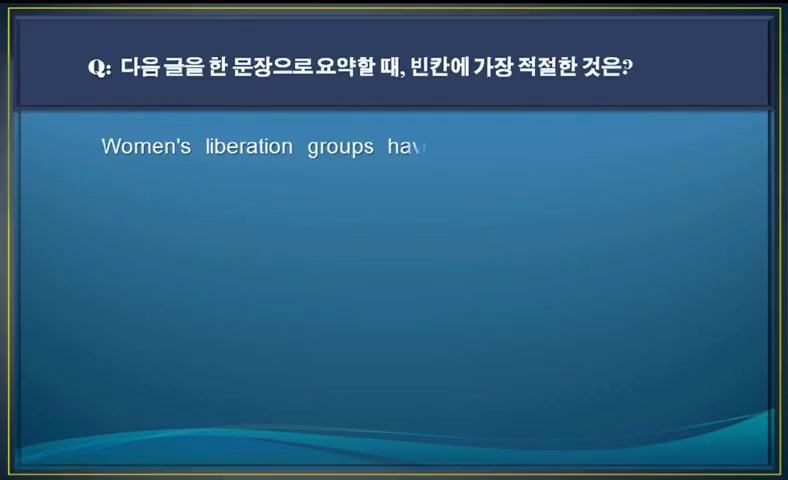 Q: 다음 글을 한 문장으로 요약할 때, 빈칸에 가장 적절한 것은?
Women's liberation groups